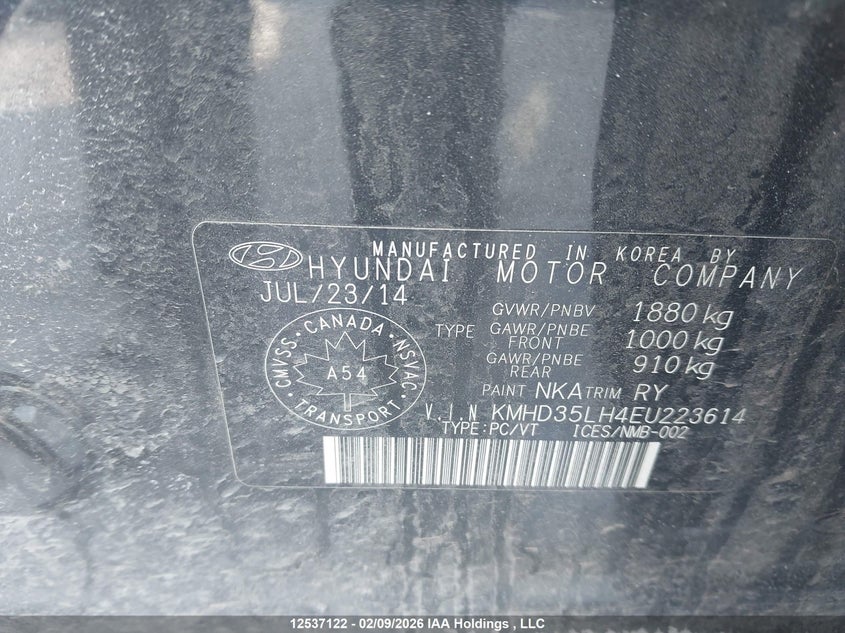 MANUFACTURED IN KOREA BY
HYUNDAI MOTOR COMPANY
JUL/23/14
GVWR/PNBV 1880 kg
TYPE GAWR/PNBE FRONT 1000 kg
GAWR/PNBE REAR 910 kg
PAINT NKA TRIM RY
V.I.N KMHD35LH4EU223614
TYPE:PC/VT ICES/NMB-002
CMVSS · CANADA · NSVAC · TRANSPORT ·
A54
12537122 - 02/09/2026 IAA Holdings , LLC